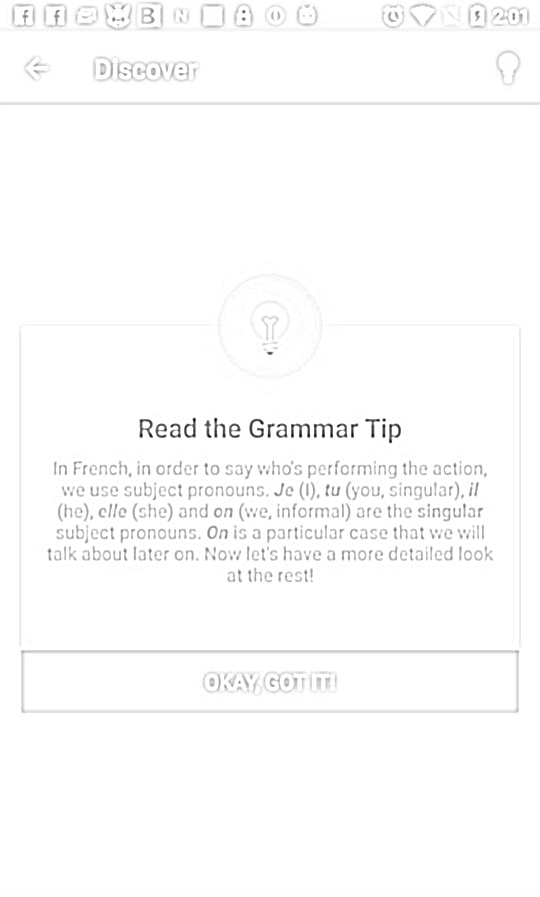 2:01
Discover
Read the Grammar Tip
In French, in order to say who's performing the action,
we use subject pronouns. Je (I), tu (you, singular), il
(he), elle (she) and on (we, informal) are the singular
subject pronouns. On is a particular case that we will
talk about later on. Now let's have a more detailed look
at the rest!
OKAY, GOT IT!